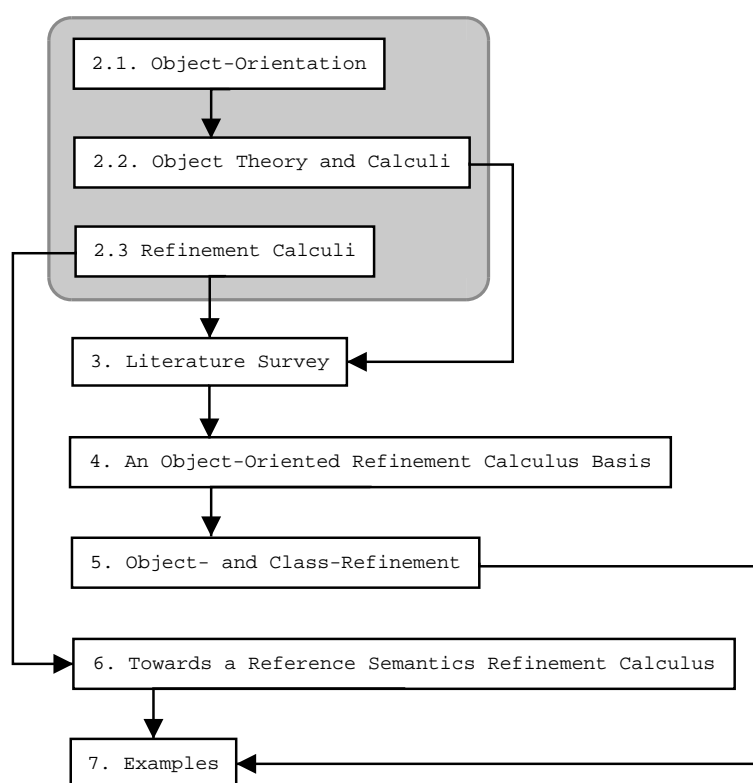 2.1. Object-Orientation
2.2. Object Theory and Calculi
2.3 Refinement Calculi
3. Literature Survey
4. An Object-Oriented Refinement Calculus Basis
5. Object- and Class-Refinement
6. Towards a Reference Semantics Refinement Calculus
7. Examples